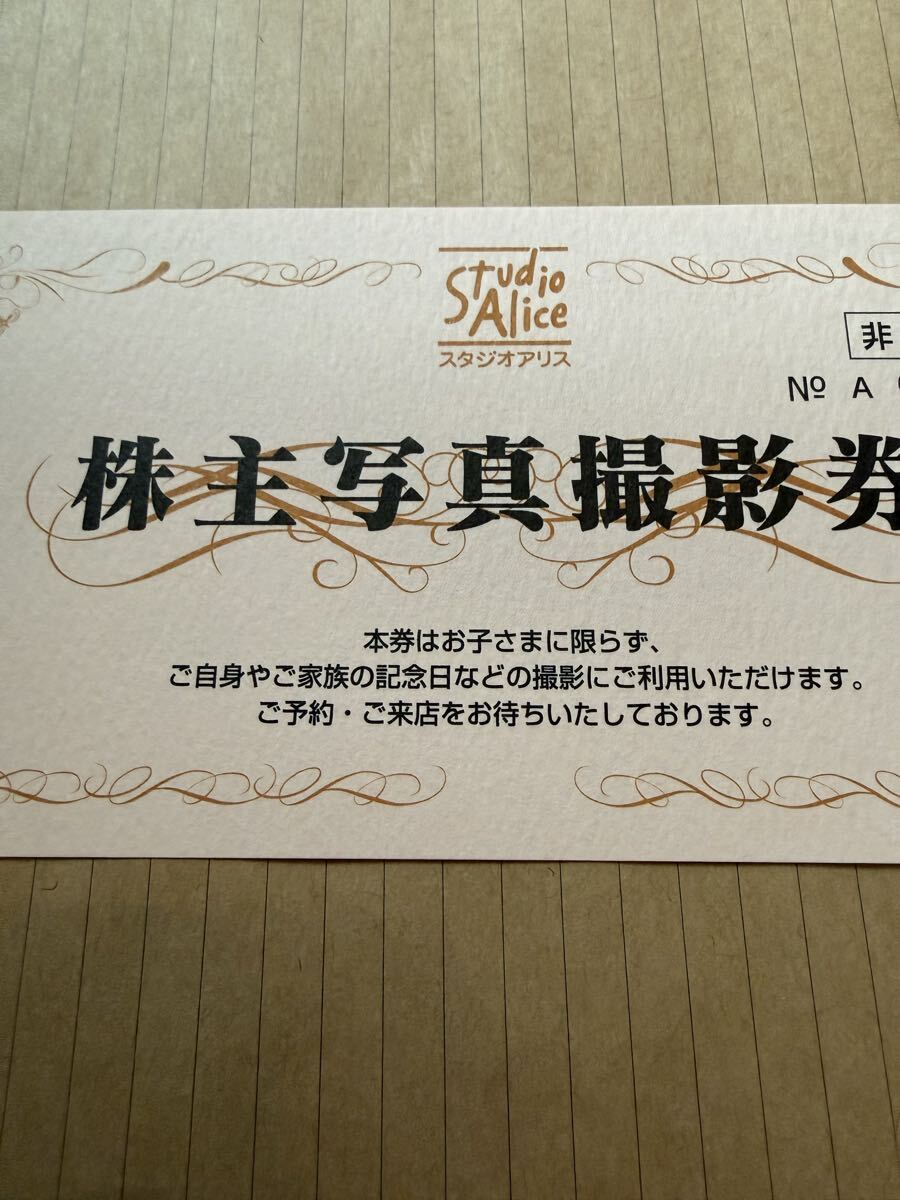 Studio
Alice
スタジオアリス
非
№ A
株主写真撮影券
本券はお子さまに限らず、
ご自身やご家族の記念日などの撮影にご利用いただけます。
ご予約・ご来店をお待ちいたしております。